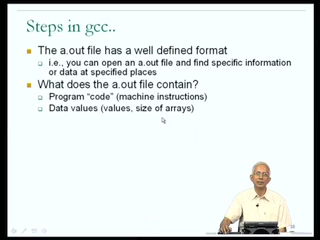 Steps in gcc..
The a.out file has a well defined format
i.e., you can open an a.out file and find specific information
or data at specified places
What does the a.out file contain?
Program "code" (machine instructions)
Data values (values, size of arrays)